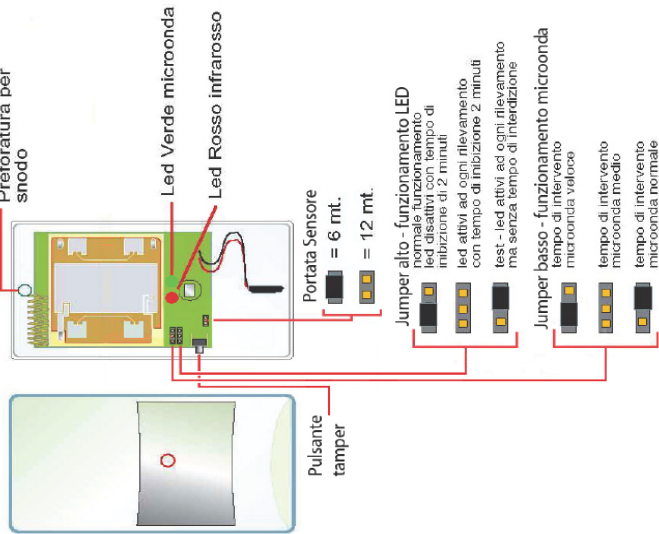 Preforatura per
snodo
Led Verde microonda
Led Rosso infrarosso
Pulsante
tamper
Portata Sensore
= 6 mt.
= 12 mt.
Jumper alto - funzionamento LED
normale funzionamento
led disattivi con tempo di
inibizione di 2 minuti
led attivi ad ogni rilevamento
con tempo di inibizione 2 minuti
test - led attivi ad ogni rilevamento
ma senza tempo di interdizione
Jumper basso - funzionamento microonda
tempo di intervento
microonda veloce
tempo di intervento
microonda medio
tempo di intervento
microonda normale